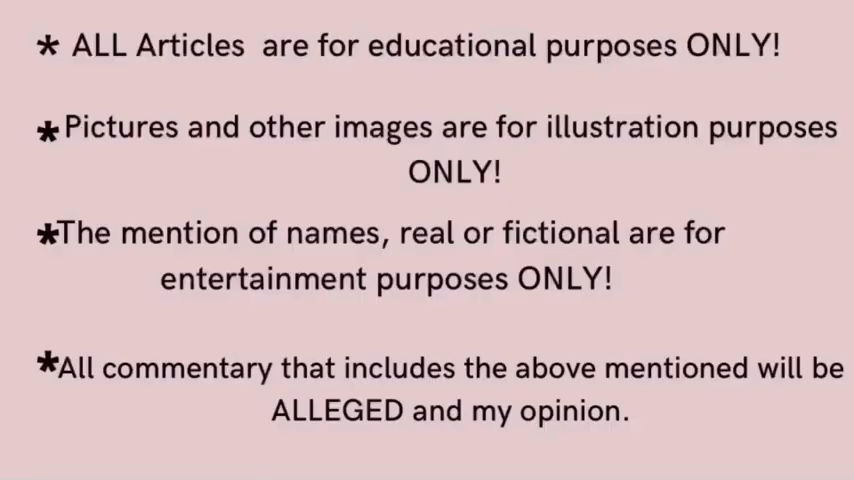 * ALL Articles are for educational purposes ONLY!
* Pictures and other images are for illustration purposes
ONLY!
*The mention of names, real or fictional are for
entertainment purposes ONLY!
*All commentary that includes the above mentioned will be
ALLEGED and my opinion.